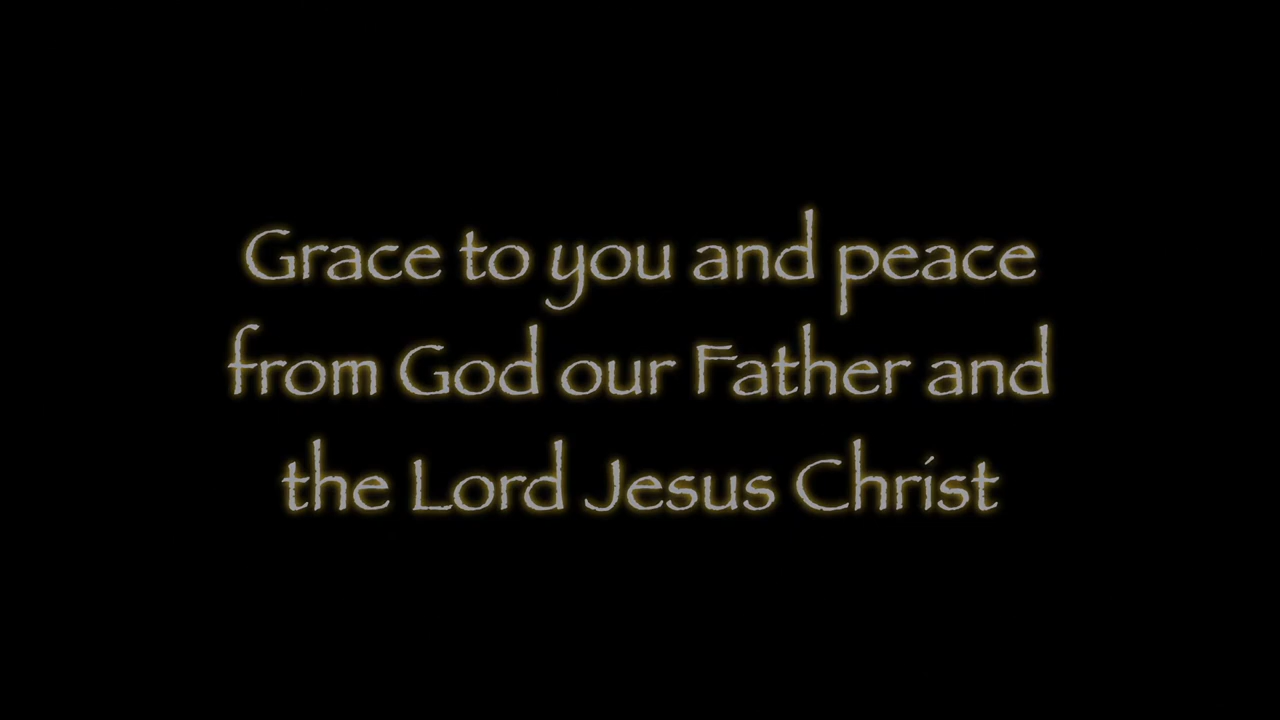 Grace to you and peace
from God our Father and
the Lord Jesus Christ